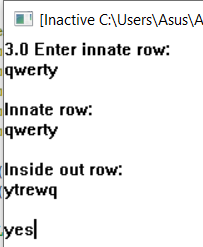 [Inactive C:\Users\Asus\A
3.0 Enter innate row:
qwerty
Innate row:
qwerty
Inside out row:
ytrewq
yes